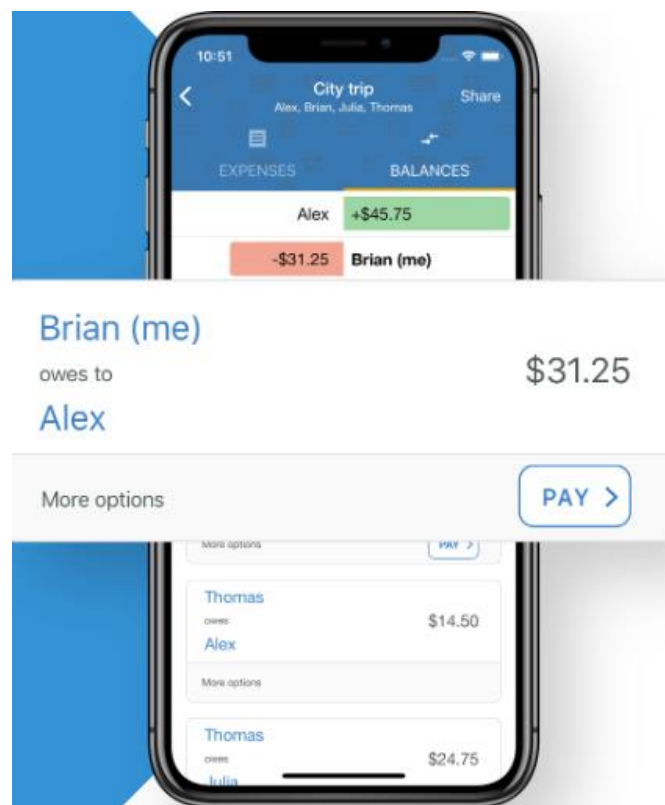 10:51
City trip
Share
Alex, Brian, Julia, Thomas
EXPENSES
BALANCES
Alex +$45.75
-$31.25 Brian (me)
Brian (me)
owes to
$31.25
Alex
More options
PAY >
More options
PAY >
Thomas
owes
$14.50
Alex
More options
Thomas
owes
$24.75
Julia